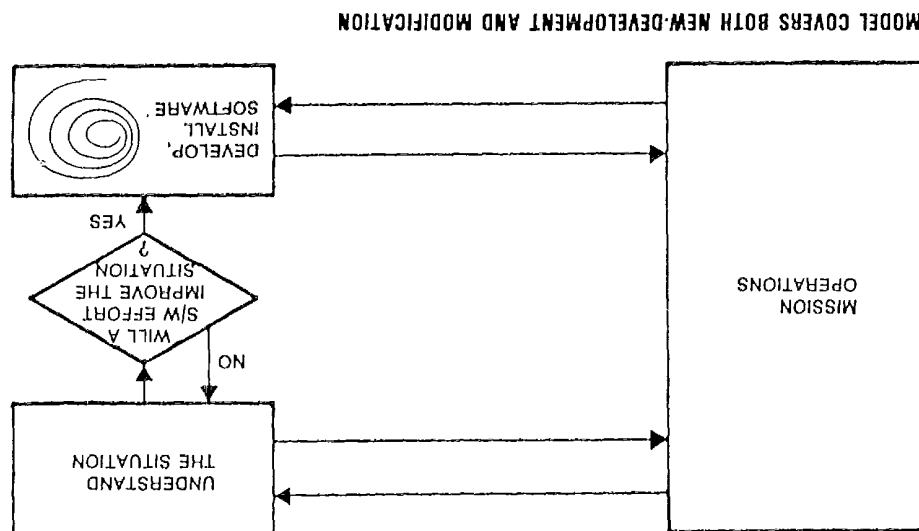 UNDERSTAND
THE SITUATION
NO
WILL A
S/W EFFORT
IMPROVE THE
SITUATION
?
MISSION
OPERATIONS
YES
DEVELOP,
INSTALL
SOFTWARE
MODEL COVERS BOTH NEW-DEVELOPMENT AND MODIFICATION